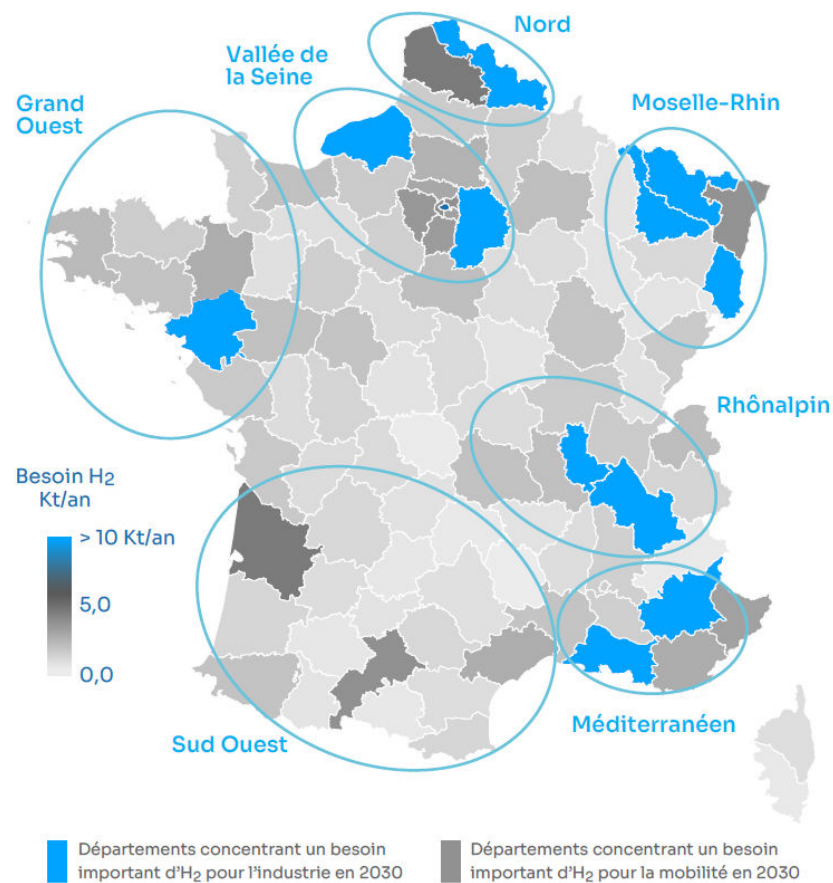 Nord
Vallée de
la Seine
Grand
Ouest
Moselle-Rhin
Rhônalpin
Besoin H₂
Kt/an
> 10 Kt/an
5,0
0,0
Sud Ouest
Méditerranéen
Départements concentrant un besoin
important d'H₂ pour l'industrie en 2030
Départements concentrant un besoin
important d'H₂ pour la mobilité en 2030